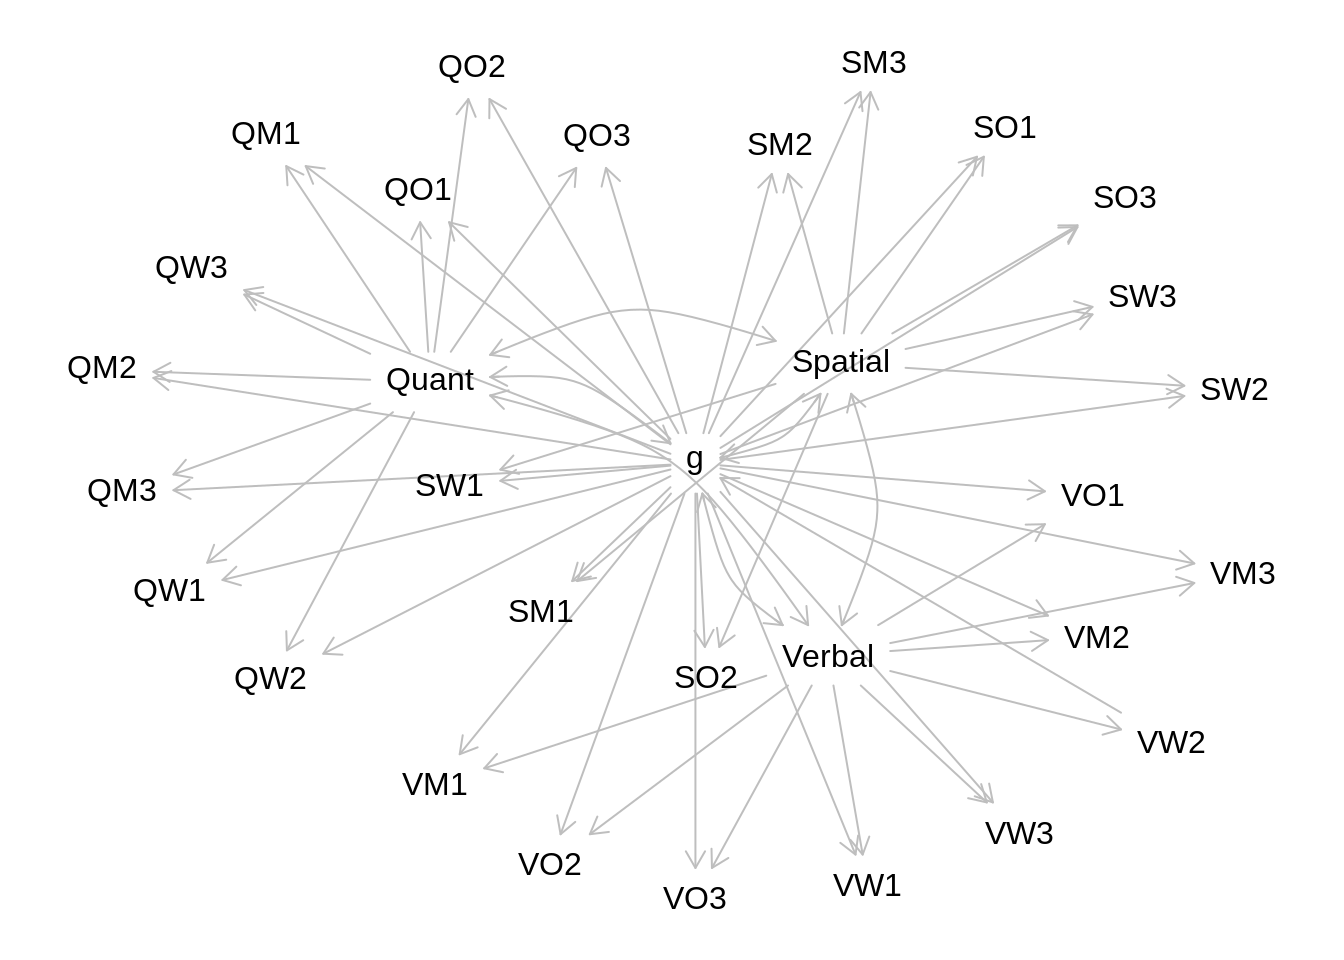 SM3
QO2
SO1
QM1
QO3
SM2
QO1
SO3
QW3
SW3
Spatial
QM2
Quant
SW2
g
SW1
QM3
VO1
VM3
QW1
SM1
VM2
Verbal
SO2
QW2
VW2
VM1
VW3
VO2
VW1
VO3